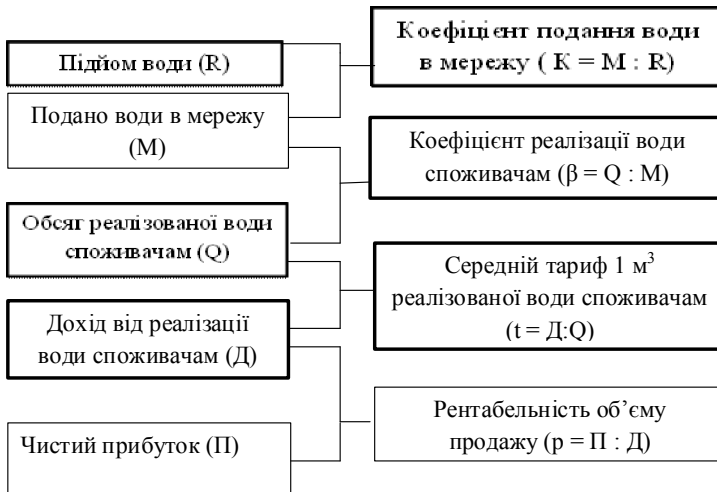 Підйом води (R)
Подано води в мережу
(М)
Обсяг реалізованої води
споживачам (Q)
Дохід від реалізації
води споживачам (Д)
Чистий прибуток (П)
Коефіцієнт подання води
в мережу ( K = M : R)
Коефіцієнт реалізації води
споживачам (β = Q : M)
Середній тариф 1 м³
реалізованої води споживачам
(t = Д:Q)
Рентабельність об’єму
продажу (р = П : Д)